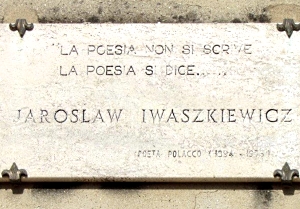 "LA POESIA NON SI SCRIVE
LA POESIA SI DICE......
JAROSLAW IWASZKIEWICZ
POETA POLACCO